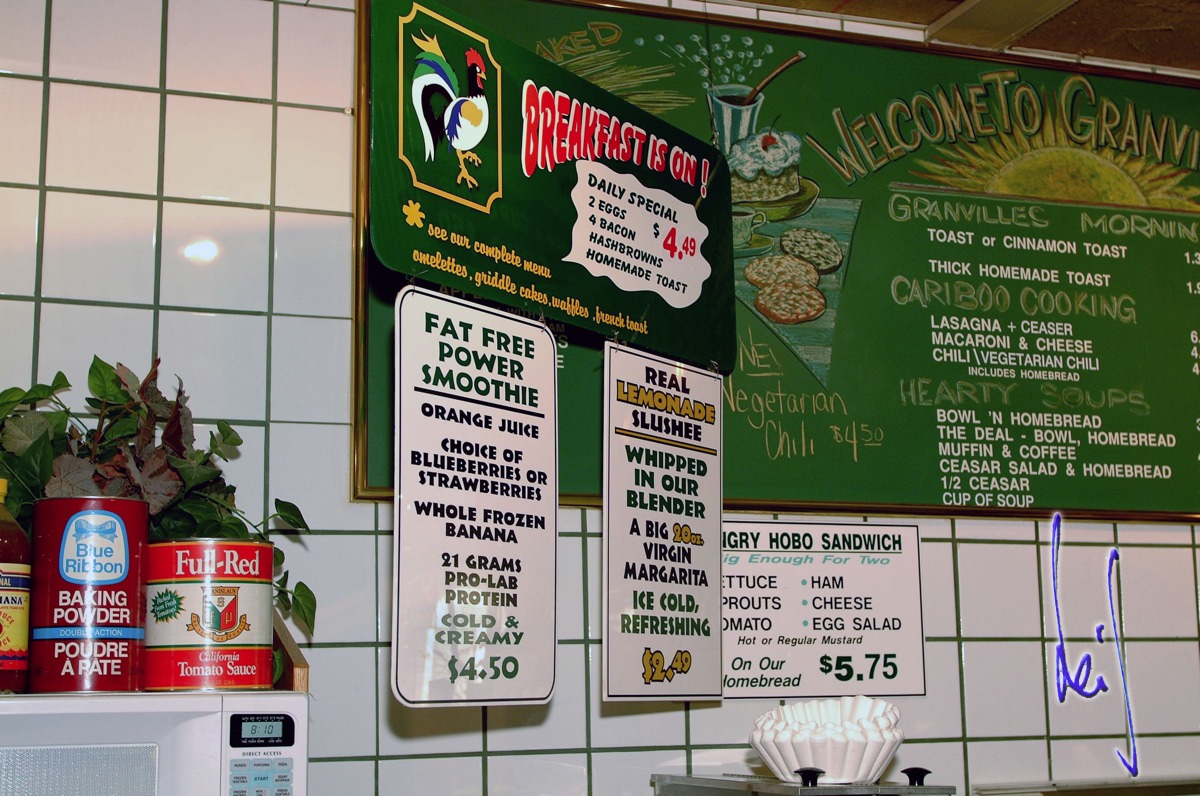 BREAKFAST IS ON !
DAILY SPECIAL
2 EGGS
4 BACON
HASHBROWNS
HOMEMADE TOAST
$4.49
see our complete menu
omelettes, griddle cakes, waffles, french toast
FAT FREE
POWER
SMOOTHIE
ORANGE JUICE
CHOICE OF
BLUEBERRIES OR
STRAWBERRIES
WHOLE FROZEN
BANANA
21 GRAMS
PRO-LAB
PROTEIN
COLD &
CREAMY
$4.50
REAL
LEMONADE
SLUSHEE
WHIPPED
IN OUR
BLENDER
A BIG 20oz.
VIRGIN
MARGARITA
ICE COLD,
REFRESHING
$2.49
WELCOME TO GRANVI
GRANVILLES MORNIN
TOAST or CINNAMON TOAST
THICK HOMEMADE TOAST
CARIBOO COOKING
LASAGNA + CEASER
MACARONI & CHEESE
CHILI\VEGETARIAN CHILI
INCLUDES HOMEBREAD
HEARTY SOUPS
BOWL 'N HOMEBREAD
THE DEAL - BOWL, HOMEBREAD
MUFFIN & COFFEE
CEASAR SALAD & HOMEBREAD
1/2 CEASAR
CUP OF SOUP
Vegetarian
Chili $4.50
NGRY HOBO SANDWICH
ig Enough For Two
ETTUCE • HAM
PROUTS • CHEESE
OMATO • EGG SALAD
Hot or Regular Mustard
On Our
Homebread
$5.75
Blue
Ribbon
BAKING
POWDER
DOUBLE ACTION
POUDRE
À PÂTE
Full-Red
STANISLAUS
California
Tomato Sauce
8:10
DIRECT ACCESS
START